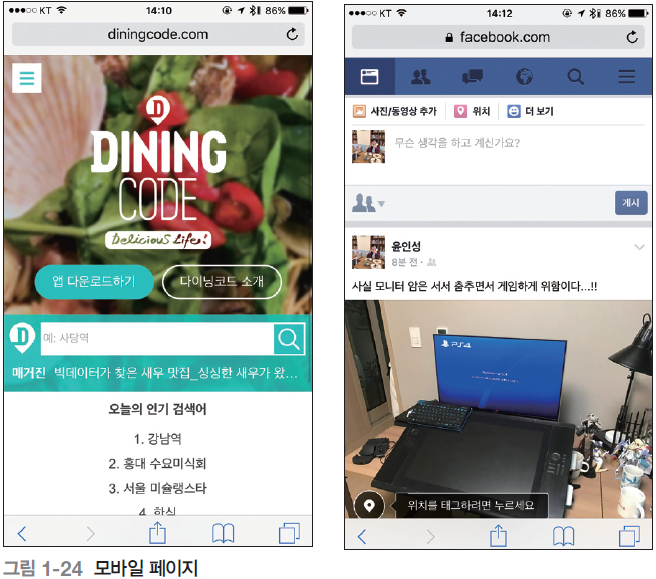 KT 14:10 86%
diningcode.com
D
DINING
CODE
Delicious Life!
앱 다운로드하기 다이닝코드 소개
D 예: 사당역
매거진 빅데이터가 찾은 새우 맛집_싱싱한 새우가 왔...
오늘의 인기 검색어
1. 강남역
2. 홍대 수요미식회
3. 서울 미슐랭스타
4. 한식
KT 14:12 86%
facebook.com
사진/동영상 추가 위치 더 보기
무슨 생각을 하고 계신가요?
게시
윤인성
8분 전 ·
사실 모니터 암은 서서 춤추면서 게임하게 위함이다...!!
PS4
위치를 태그하려면 누르세요
그림 1-24 모바일 페이지